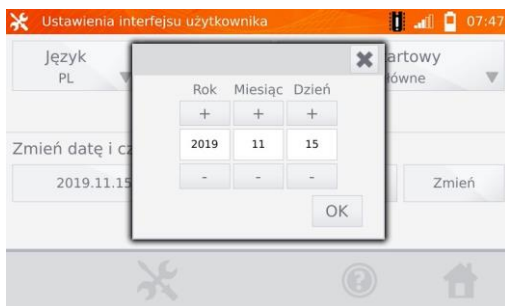 Ustawienia interfejsu użytkownika
07:47
Język
PL
artowy
łówne
Rok Miesiąc Dzień
+ + +
2019 11 15
- - -
OK
Zmień datę i cz
2019.11.15
Zmień